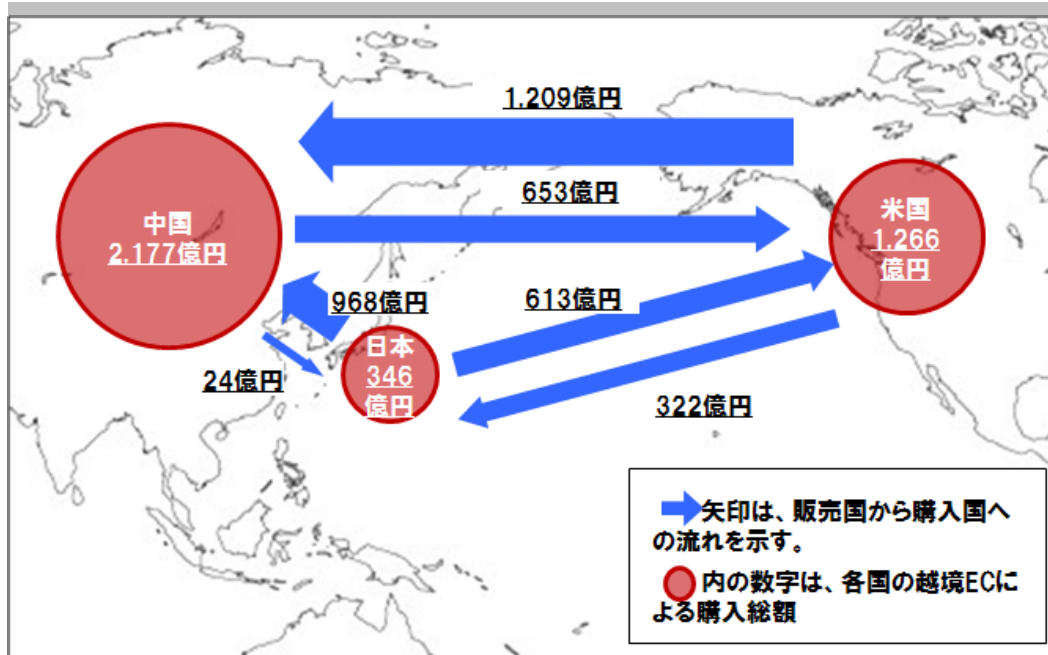 1.209億円
653億円
中国
2.177億円
米国
1.266
億円
968億円
613億円
日本
346
億円
24億円
322億円
矢印は、販売国から購入国へ
の流れを示す。
内の数字は、各国の越境ECに
よる購入総額